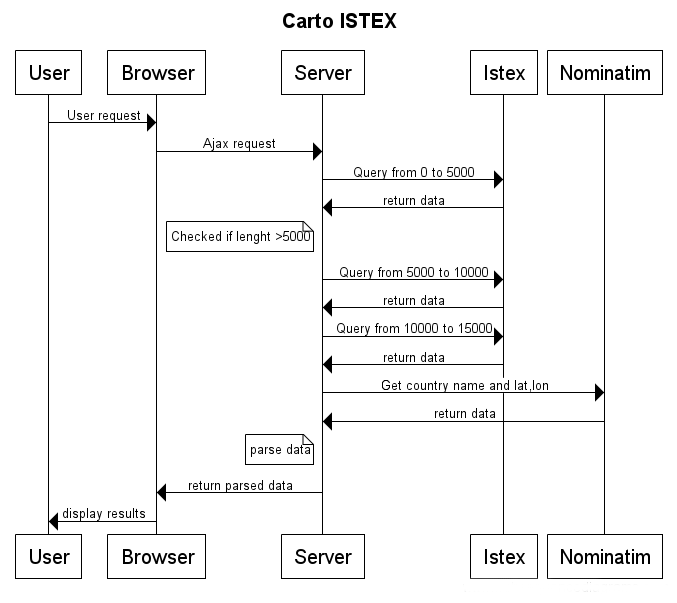 Carto ISTEX
User Browser Server Istex Nominatim
User request
Ajax request
Query from 0 to 5000
return data
Checked if lenght >5000
Query from 5000 to 10000
return data
Query from 10000 to 15000
return data
Get country name and lat,lon
return data
parse data
return parsed data
display results
User Browser Server Istex Nominatim